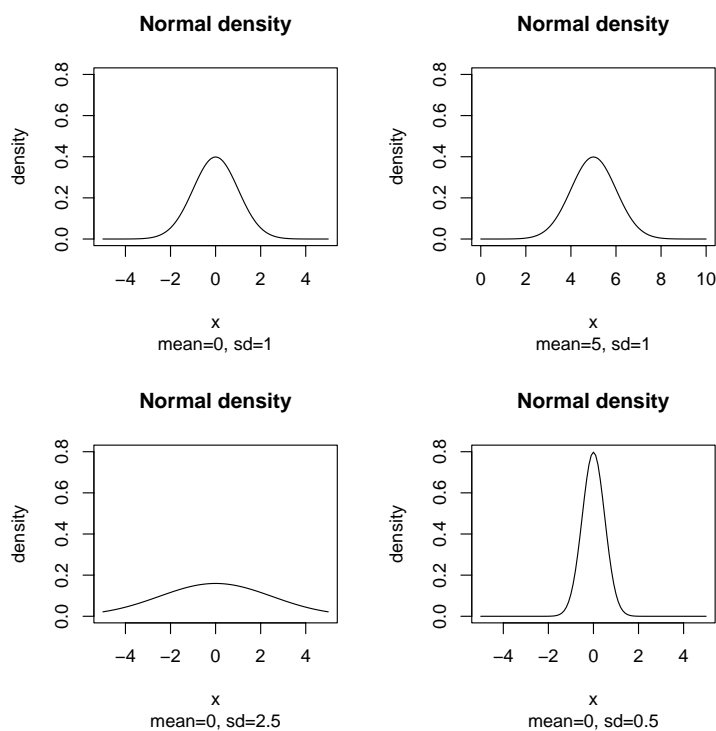 Normal density
density
0.0 0.2 0.4 0.6 0.8
−4 −2 0 2 4
x
mean=0, sd=1
Normal density
density
0.0 0.2 0.4 0.6 0.8
0 2 4 6 8 10
x
mean=5, sd=1
Normal density
density
0.0 0.2 0.4 0.6 0.8
−4 −2 0 2 4
x
mean=0, sd=2.5
Normal density
density
0.0 0.2 0.4 0.6 0.8
−4 −2 0 2 4
x
mean=0, sd=0.5